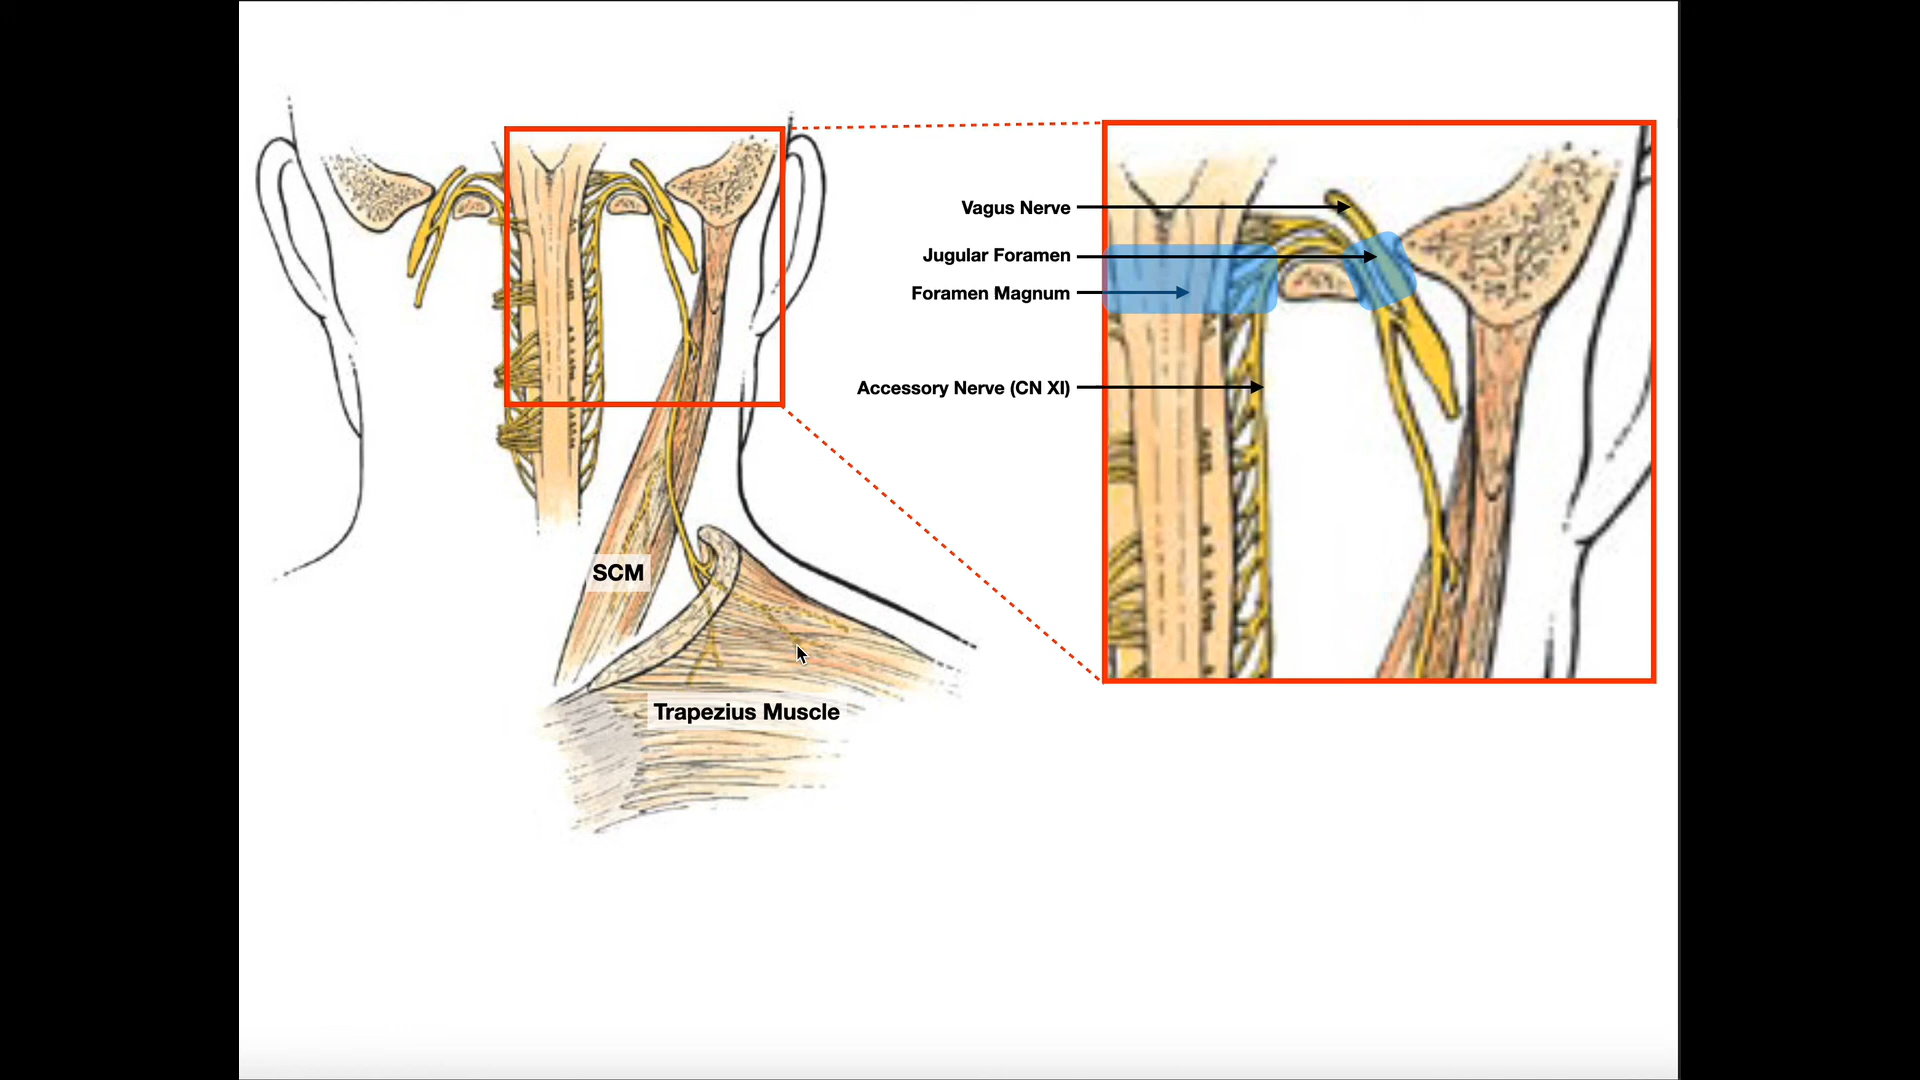 Vagus Nerve
Jugular Foramen
Foramen Magnum
Accessory Nerve (CN XI)
SCM
Trapezius Muscle